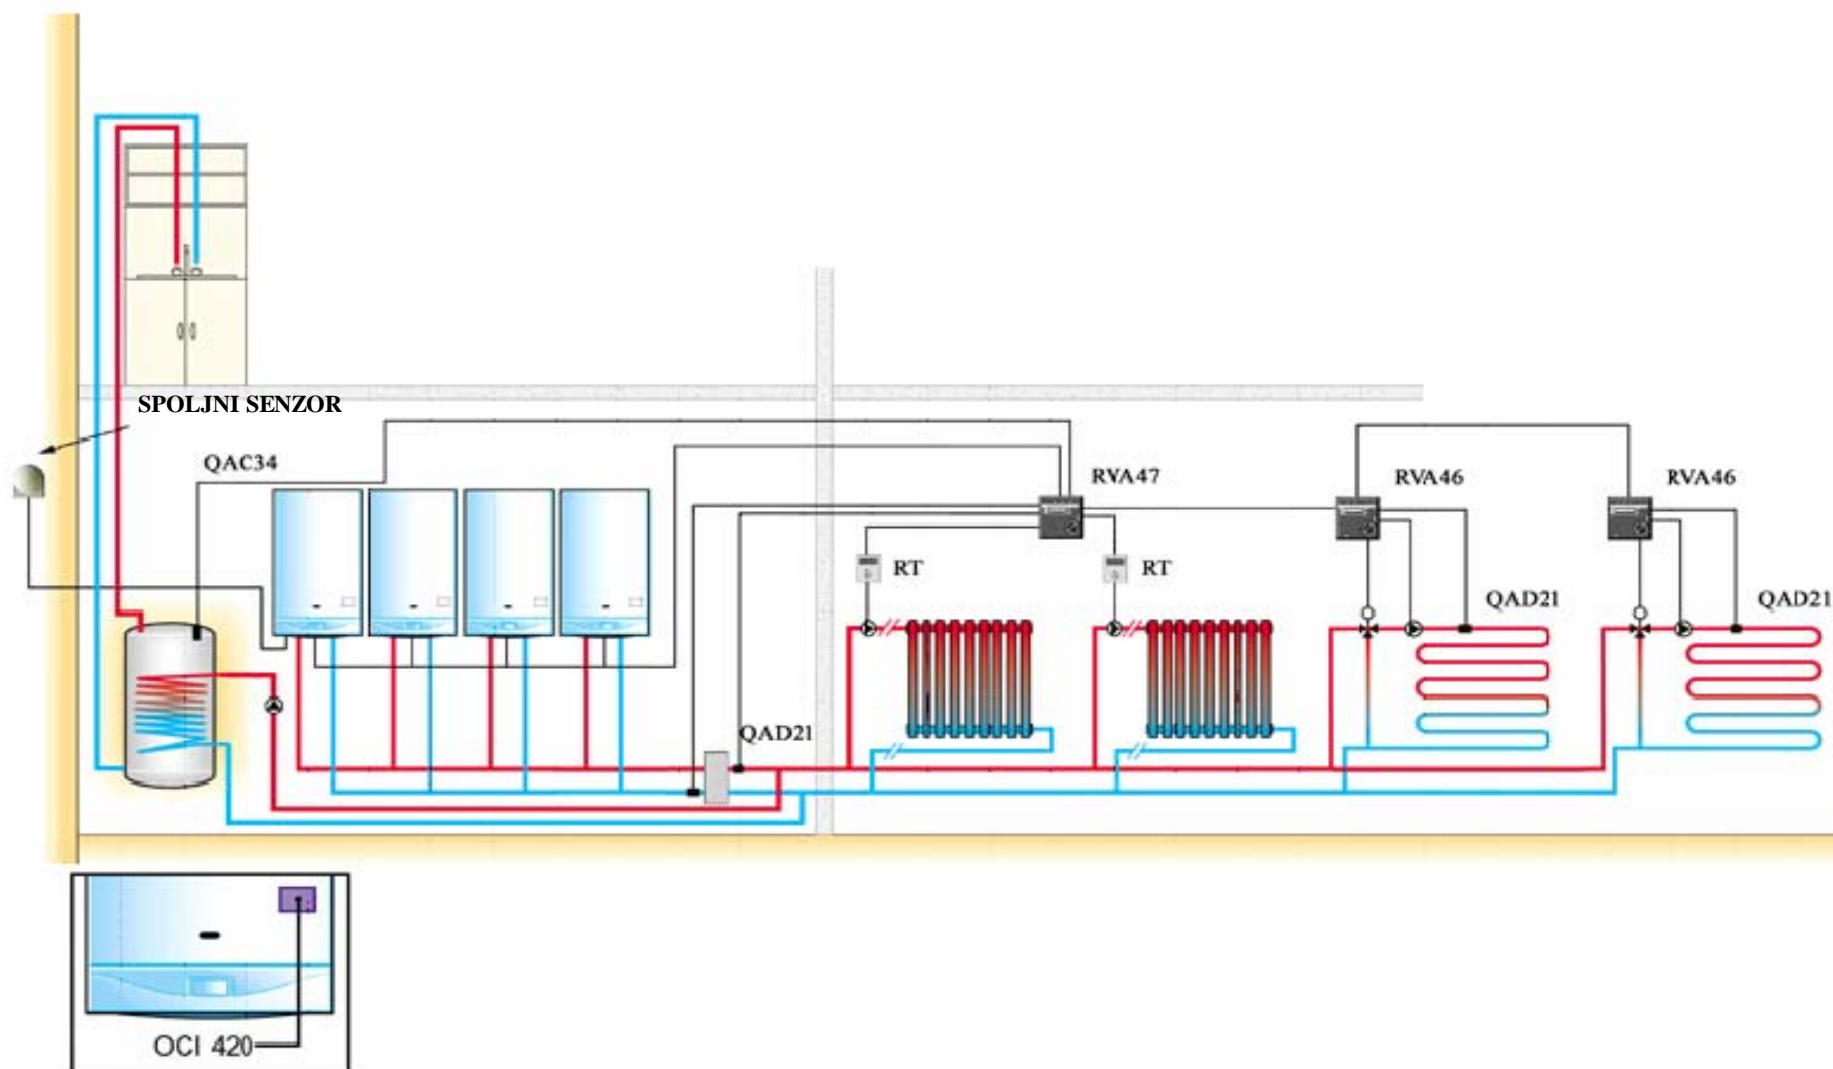 SPOLJNI SENZOR
QAC34
RVA47
RVA46
RVA46
RT
RT
QAD21
QAD21
QAD21
OCI 420